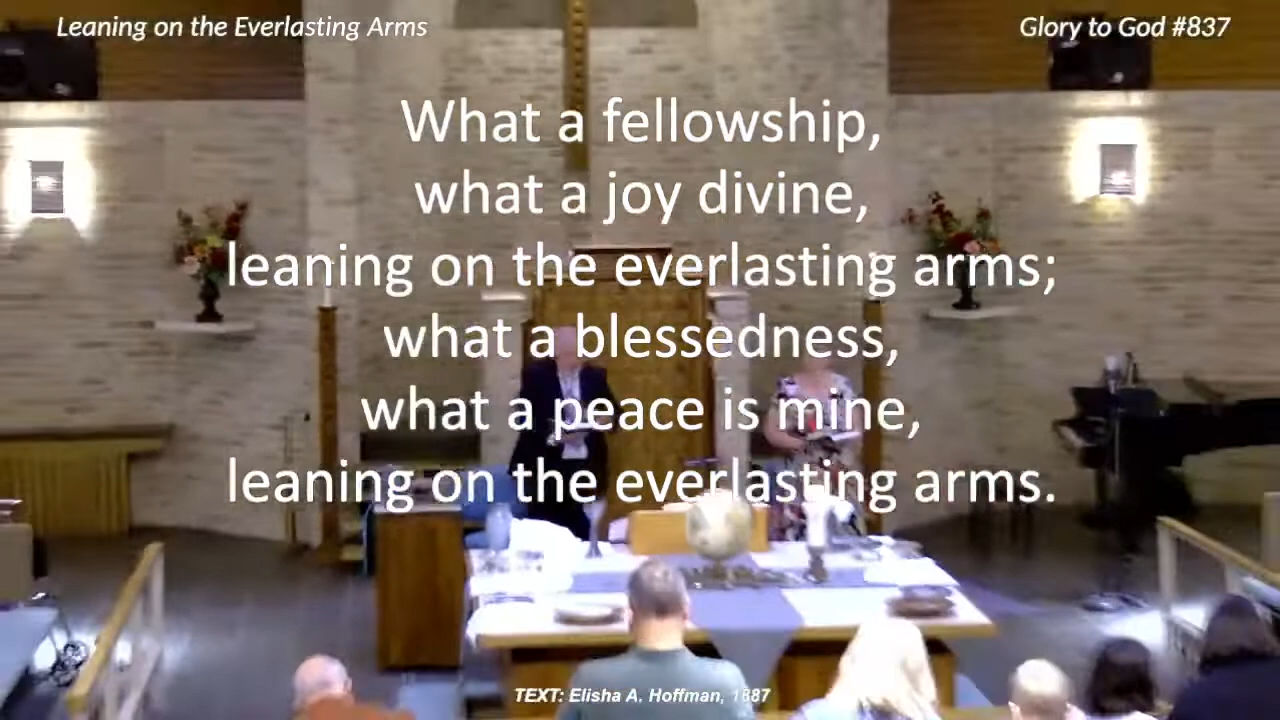 Leaning on the Everlasting Arms
Glory to God #837
What a fellowship,
what a joy divine,
leaning on the everlasting arms;
what a blessedness,
what a peace is mine,
leaning on the everlasting arms.
TEXT: Elisha A. Hoffman, 1887